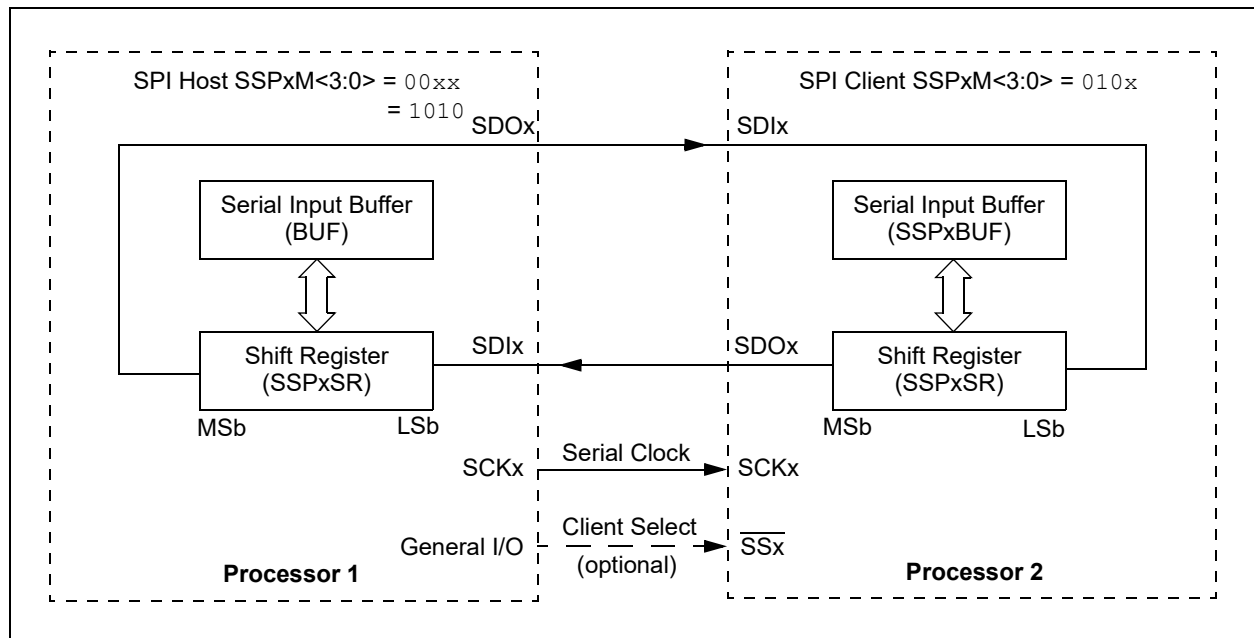 SPI Host SSPxM<3:0> = 00xx
= 1010
SPI Client SSPxM<3:0> = 010x
SDOx
SDIx
Serial Input Buffer
(BUF)
Serial Input Buffer
(SSPxBUF)
Shift Register
(SSPxSR)
SDIx
SDOx
Shift Register
(SSPxSR)
MSb
LSb
MSb
LSb
SCKx
Serial Clock
SCKx
General I/O
Client Select
(optional)
SSx
Processor 1
Processor 2